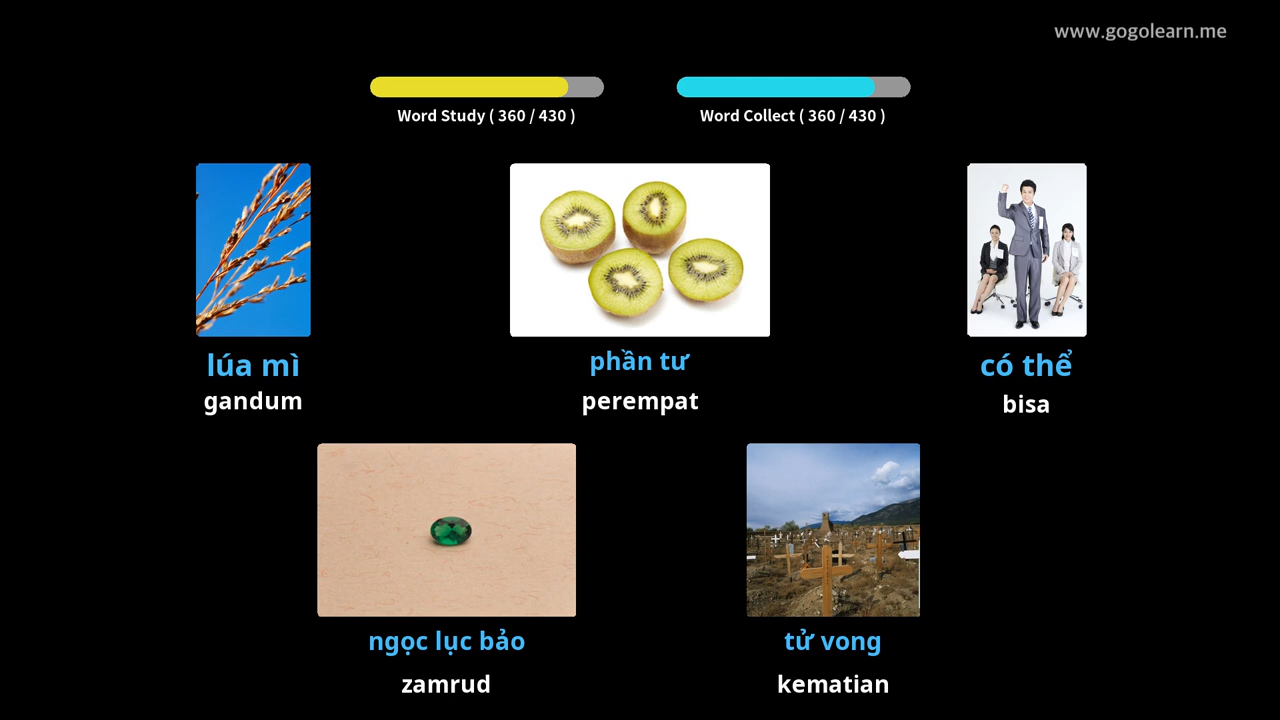 www.gogolearn.me
Word Study ( 360 / 430 )
Word Collect ( 360 / 430 )
lúa mì
gandum
phần tư
perempat
có thể
bisa
ngọc lục bảo
zamrud
tử vong
kematian